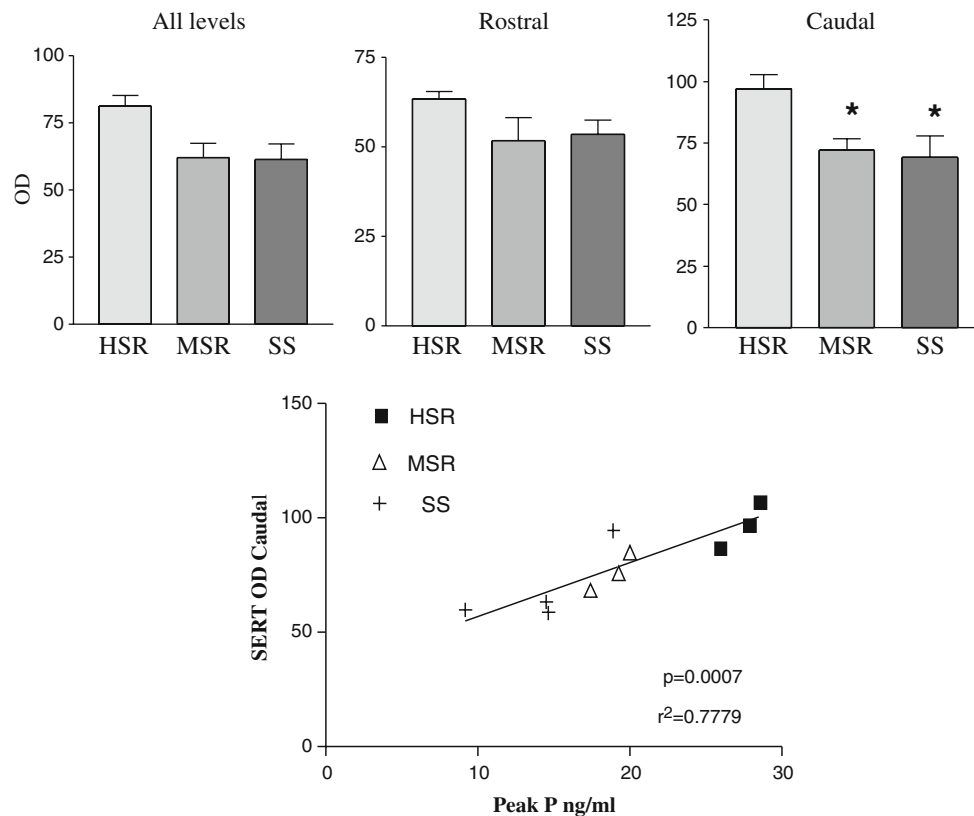 All levels
Rostral
Caudal
OD
100
75
50
25
0
HSR MSR SS
75
50
25
0
HSR MSR SS
125
100
75
50
25
0
* *
HSR MSR SS
SERT OD Caudal
150
100
50
0
HSR
MSR
SS
p=0.0007
r²=0.7779
0 10 20 30
Peak P ng/ml